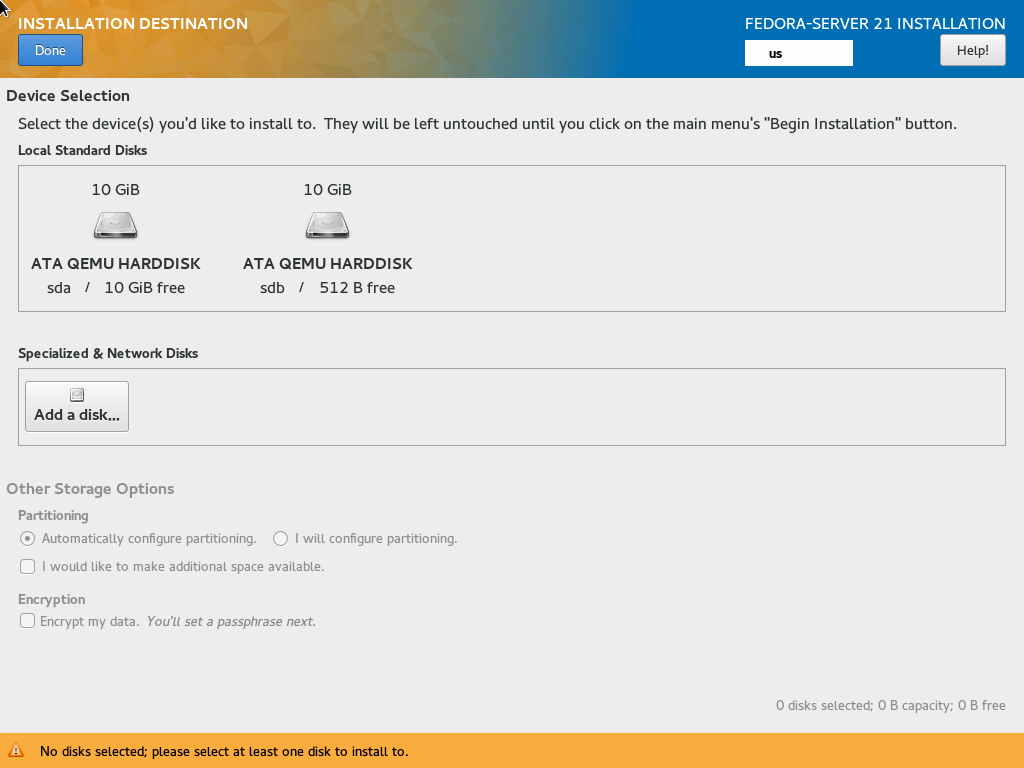 INSTALLATION DESTINATION
FEDORA-SERVER 21 INSTALLATION
Done
us
Help!
Device Selection
Select the device(s) you'd like to install to.  They will be left untouched until you click on the main menu's "Begin Installation" button.
Local Standard Disks
10 GiB
10 GiB
ATA QEMU HARDDISK
ATA QEMU HARDDISK
sda / 10 GiB free
sdb / 512 B free
Specialized & Network Disks
Add a disk...
Other Storage Options
Partitioning
Automatically configure partitioning. I will configure partitioning.
I would like to make additional space available.
Encryption
Encrypt my data. You'll set a passphrase next.
0 disks selected; 0 B capacity; 0 B free
No disks selected; please select at least one disk to install to.